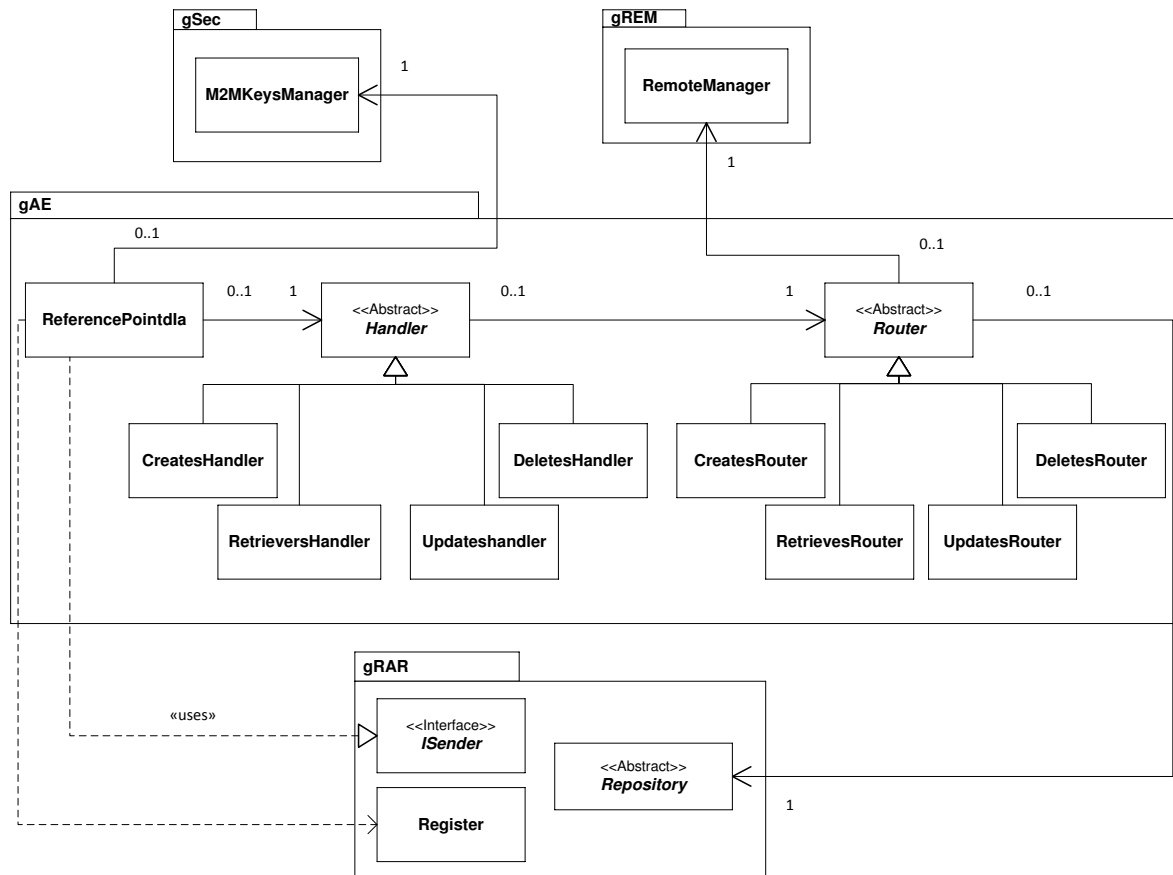 gSec
gREM
M2MKeysManager
1
RemoteManager
1
gAE
0..1
0..1
ReferencePointdIa
0..1
1
<<Abstract>>
Handler
0..1
1
<<Abstract>>
Router
0..1
CreatesHandler
DeletesHandler
CreatesRouter
DeletesRouter
RetrieversHandler
Updateshandler
RetrievesRouter
UpdatesRouter
gRAR
«uses»
<<Interface>>
ISender
<<Abstract>>
Repository
1
Register